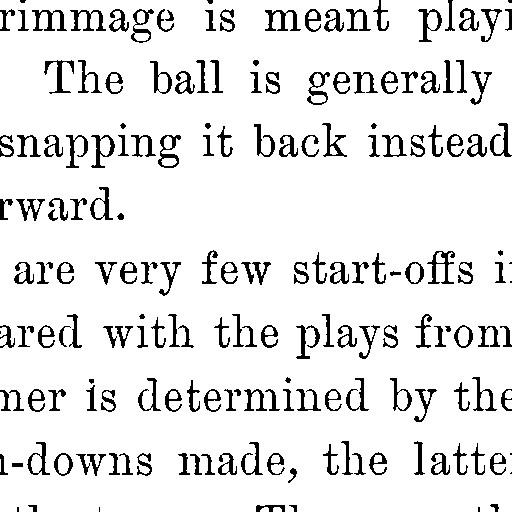 rimmage is meant playi
The ball is generally
snapping it back instead
rward.
are very few start-offs i
ared with the plays from
mer is determined by the
n-downs made, the latter